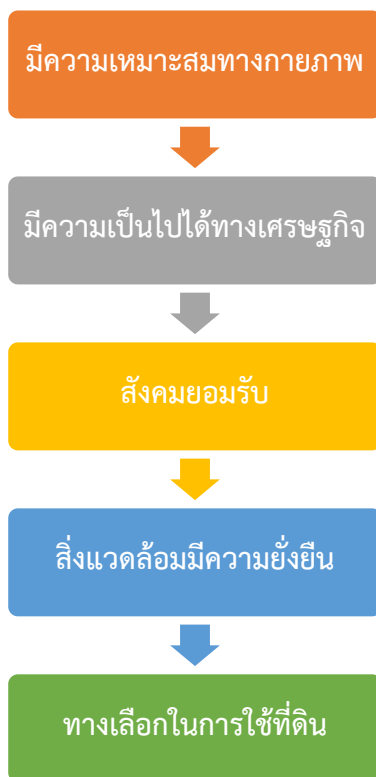 มีความเหมาะสมทางกายภาพ
มีความเป็นไปได้ทางเศรษฐกิจ
สังคมยอมรับ
สิ่งแวดล้อมมีความยั่งยืน
ทางเลือกในการใช้ที่ดิน